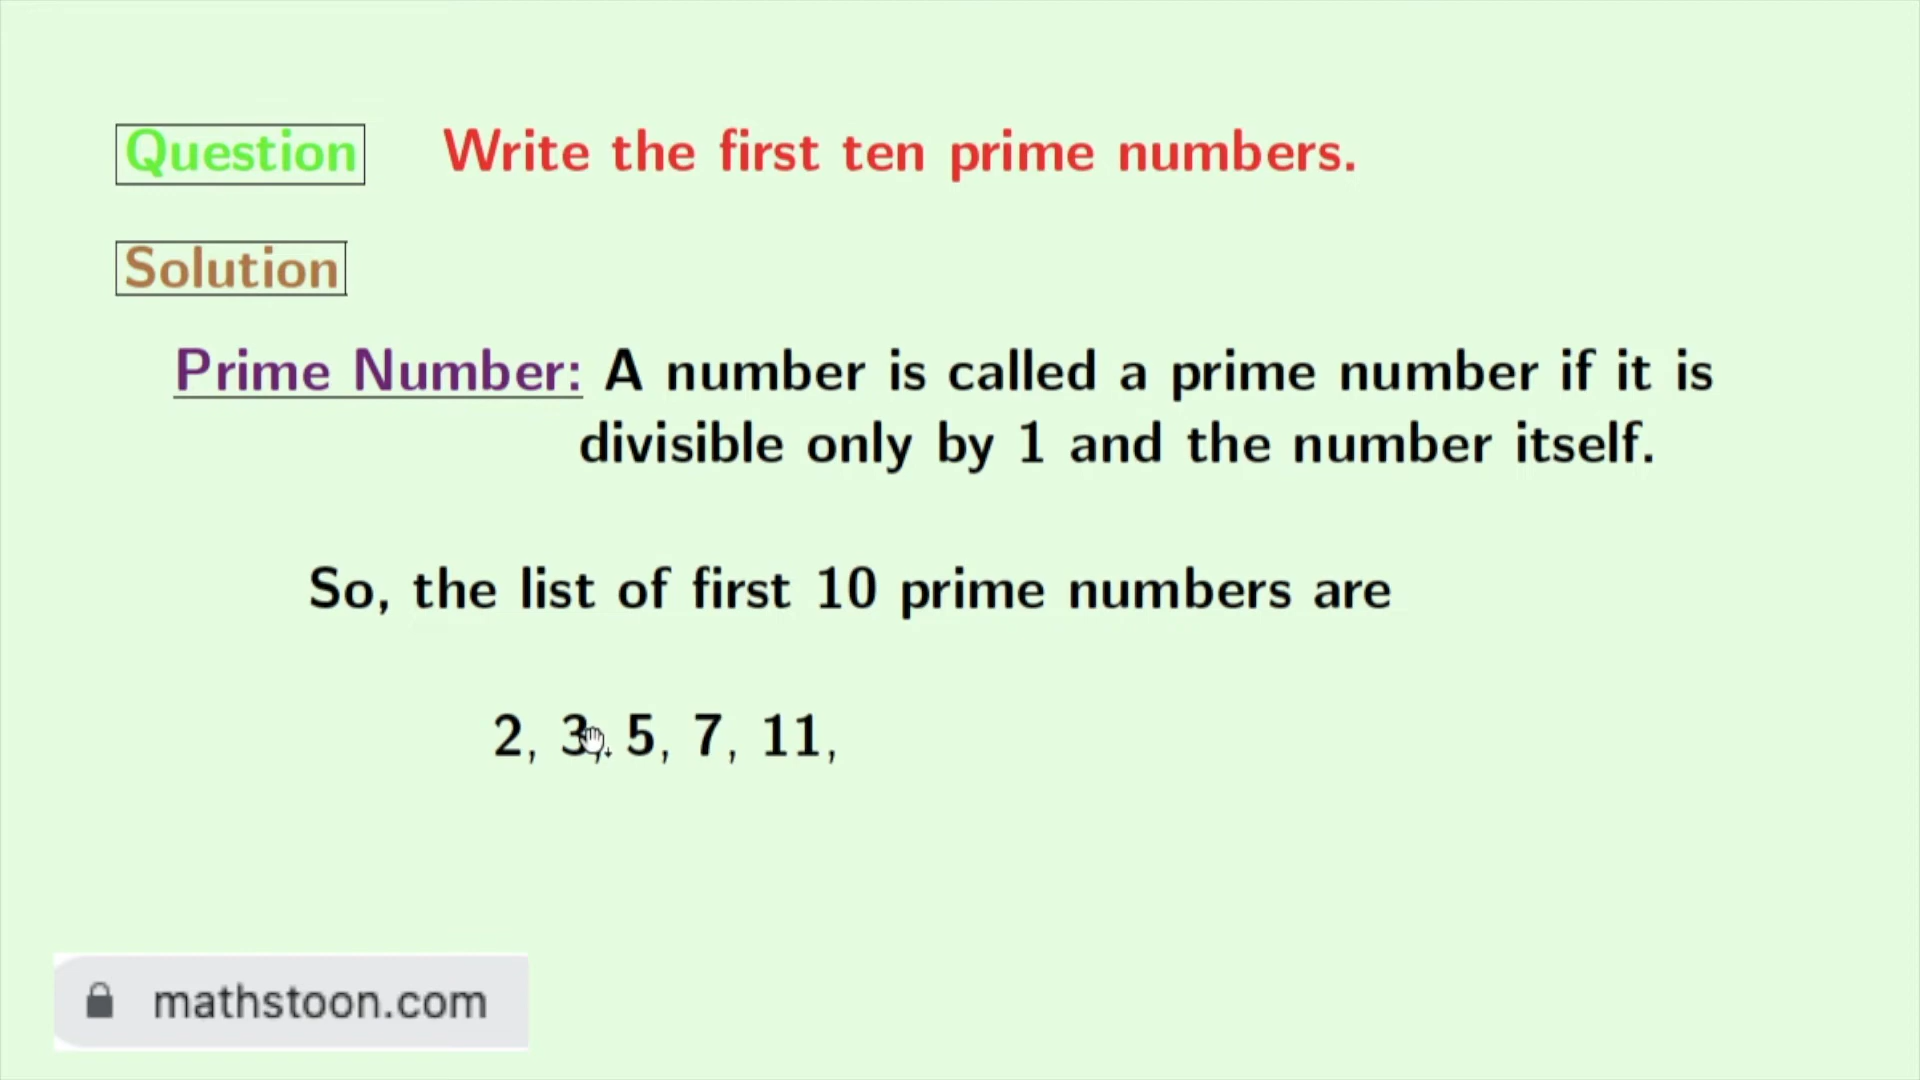 Question Write the first ten prime numbers.
Solution
Prime Number: A number is called a prime number if it is
divisible only by 1 and the number itself.
So, the list of first 10 prime numbers are
2, 3, 5, 7, 11,
mathstoon.com